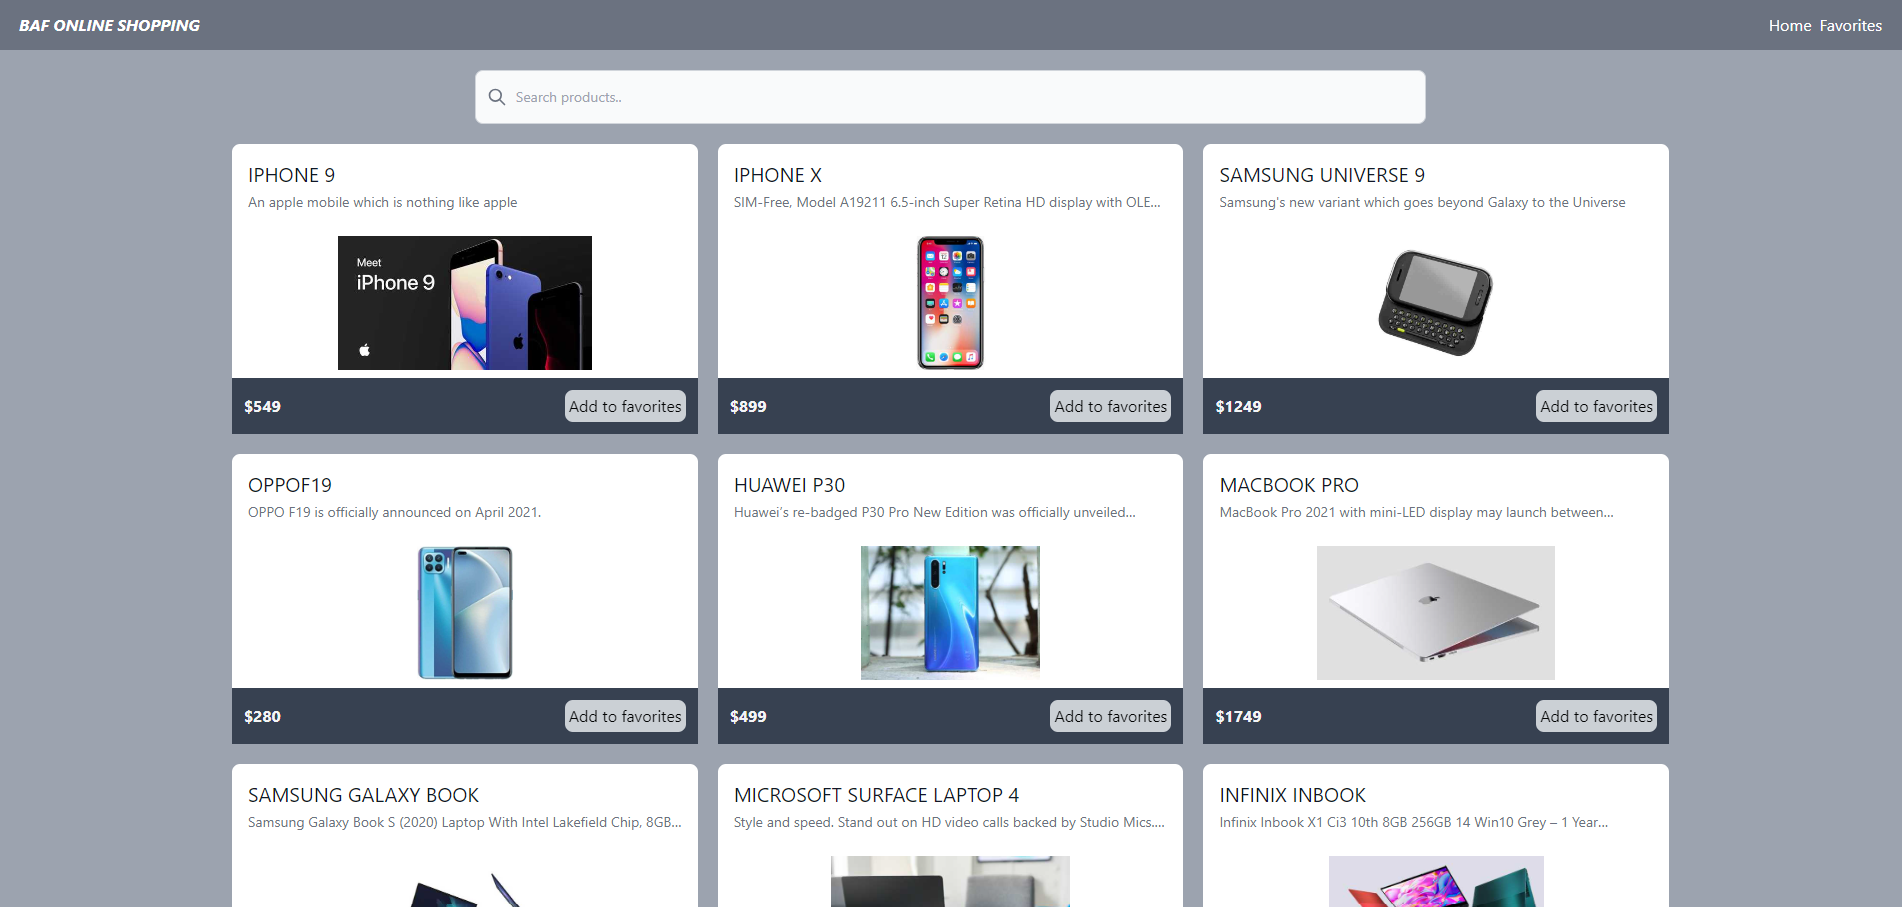 BAF ONLINE SHOPPING
Home Favorites
Search products..
IPHONE 9
An apple mobile which is nothing like apple
Meet
iPhone 9
$549 Add to favorites
IPHONE X
SIM-Free, Model A19211 6.5-inch Super Retina HD display with OLE...
$899 Add to favorites
SAMSUNG UNIVERSE 9
Samsung's new variant which goes beyond Galaxy to the Universe
$1249 Add to favorites
OPPOF19
OPPO F19 is officially announced on April 2021.
$280 Add to favorites
HUAWEI P30
Huawei's re-badged P30 Pro New Edition was officially unveiled...
$499 Add to favorites
MACBOOK PRO
MacBook Pro 2021 with mini-LED display may launch between...
$1749 Add to favorites
SAMSUNG GALAXY BOOK
Samsung Galaxy Book S (2020) Laptop With Intel Lakefield Chip, 8GB...
MICROSOFT SURFACE LAPTOP 4
Style and speed. Stand out on HD video calls backed by Studio Mics....
INFINIX INBOOK
Infinix Inbook X1 Ci3 10th 8GB 256GB 14 Win10 Grey – 1 Year...